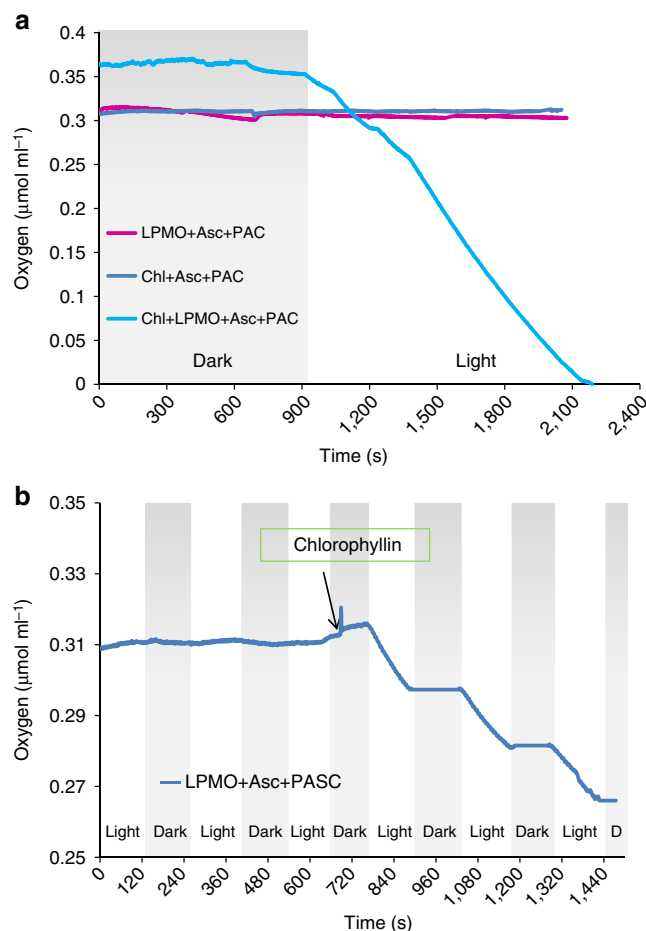 a
0.4
0.35
0.3
0.25
0.2
0.15
0.1
0.05
0
Oxygen (µmol ml⁻¹)
LPMO+Asc+PAC
Chl+Asc+PAC
Chl+LPMO+Asc+PAC
Dark
Light
0
300
600
900
1,200
1,500
1,800
2,100
2,400
Time (s)
b
0.35
0.33
0.31
0.29
0.27
0.25
Oxygen (µmol ml⁻¹)
Chlorophyllin
LPMO+Asc+PASC
Light Dark Light Dark Light Dark Light Dark Light Dark Light D
0
120
240
360
480
600
720
840
960
1,080
1,200
1,320
1,440
Time (s)